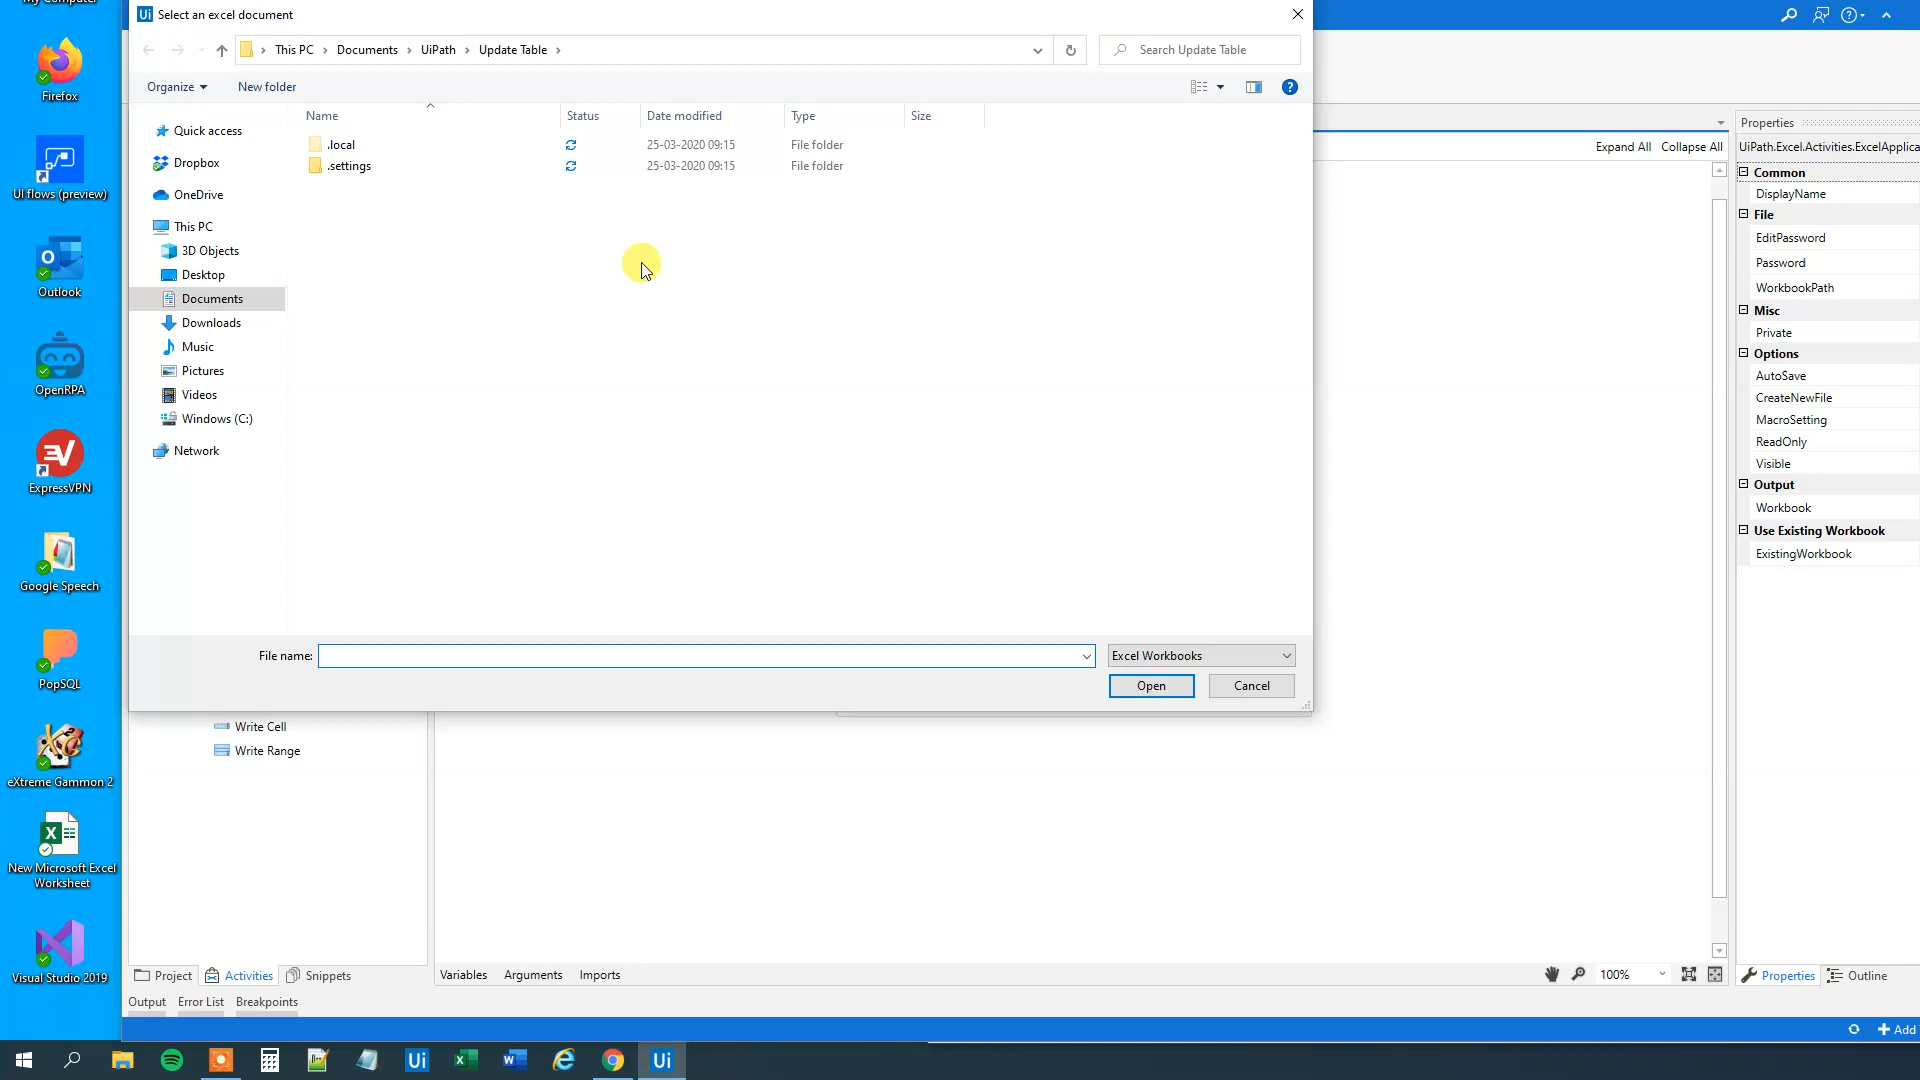 My Computer
Firefox
UI flows (preview)
Outlook
OpenRPA
ExpressVPN
Google Speech
PopSQL
eXtreme Gammon 2
New Microsoft Excel
Worksheet
Visual Studio 2019
Select an excel document
This PC > Documents > UiPath > Update Table >
Search Update Table
Organize
New folder
Name
Status
Date modified
Type
Size
.local
25-03-2020 09:15
File folder
.settings
25-03-2020 09:15
File folder
Quick access
Dropbox
OneDrive
This PC
3D Objects
Desktop
Documents
Downloads
Music
Pictures
Videos
Windows (C:)
Network
File name:
Excel Workbooks
Open
Cancel
Write Cell
Write Range
Project
Activities
Snippets
Output
Error List
Breakpoints
Variables
Arguments
Imports
100%
Expand All
Collapse All
Properties
UiPath.Excel.Activities.ExcelApplica
Common
DisplayName
File
EditPassword
Password
WorkbookPath
Misc
Private
Options
AutoSave
CreateNewFile
MacroSetting
ReadOnly
Visible
Output
Workbook
Use Existing Workbook
ExistingWorkbook
Properties
Outline
Add